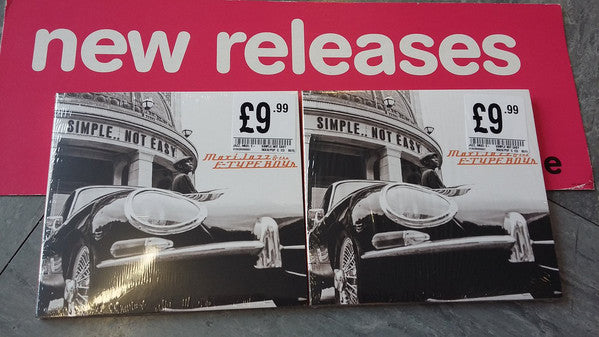 new releases
£9.99
SIMPLE.. NOT EASY
Maxi Jazz & the
E-TYPE BOYs
£9.99
SIMPLE.. NOT EASY
Maxi Jazz & the
E-TYPE BOYs
e